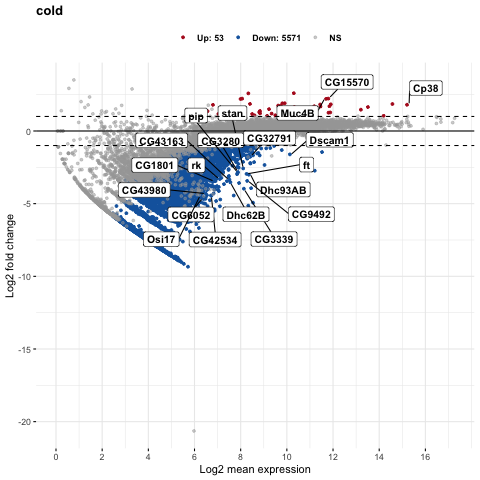 cold
Up: 53 Down: 5571 NS
CG15570
Cp38
pip stan Muc4B
CG43163 CG3280 CG32791 Dscam1
CG1801 rk ft
CG43980 Dhc93AB
CG6052 Dhc62B CG9492
Osi17 CG42534 CG3339
0
-5
-10
-15
-20
Log2 fold change
0 2 4 6 8 10 12 14 16
Log2 mean expression